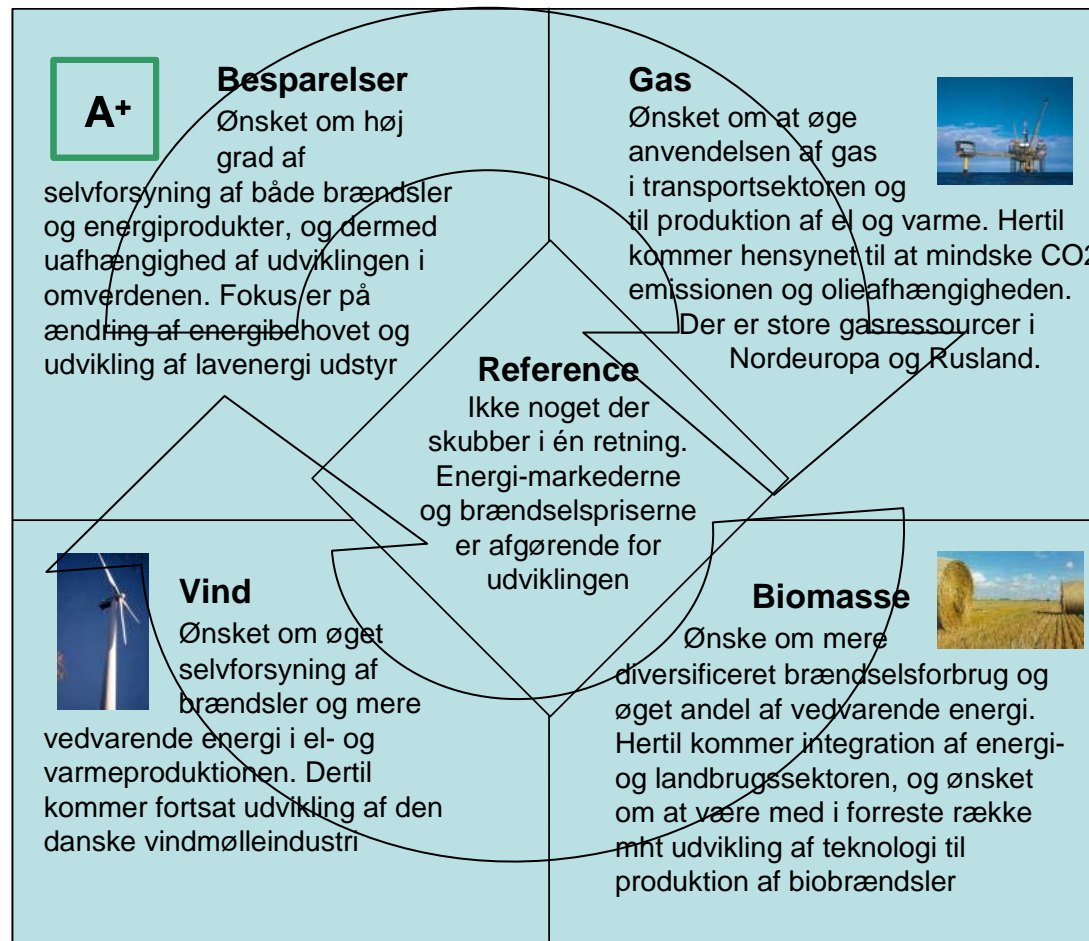 A+
Besparelser
Ønsket om høj
grad af
selvforsyning af både brændsler
og energiprodukter, og dermed
uafhængighed af udviklingen i
omverdenen. Fokus er på
ændring af energibehovet og
udvikling af lavenergi udstyr
Gas
Ønsket om at øge
anvendelsen af gas
i transportsektoren og
til produktion af el og varme. Hertil
kommer hensynet til at mindske CO2
emissionen og olieafhængigheden.
Der er store gasressourcer i
Nordeuropa og Rusland.
Reference
Ikke noget der
skubber i én retning.
Energi-markederne
og brændselspriserne
er afgørende for
udviklingen
Vind
Ønsket om øget
selvforsyning af
brændsler og mere
vedvarende energi i el- og
varmeproduktionen. Dertil
kommer fortsat udvikling af den
danske vindmølleindustri
Biomasse
Ønske om mere
diversificeret brændselsforbrug og
øget andel af vedvarende energi.
Hertil kommer integration af energi-
og landbrugssektoren, og ønsket
om at være med i forreste række
mht udvikling af teknologi til
produktion af biobrændsler